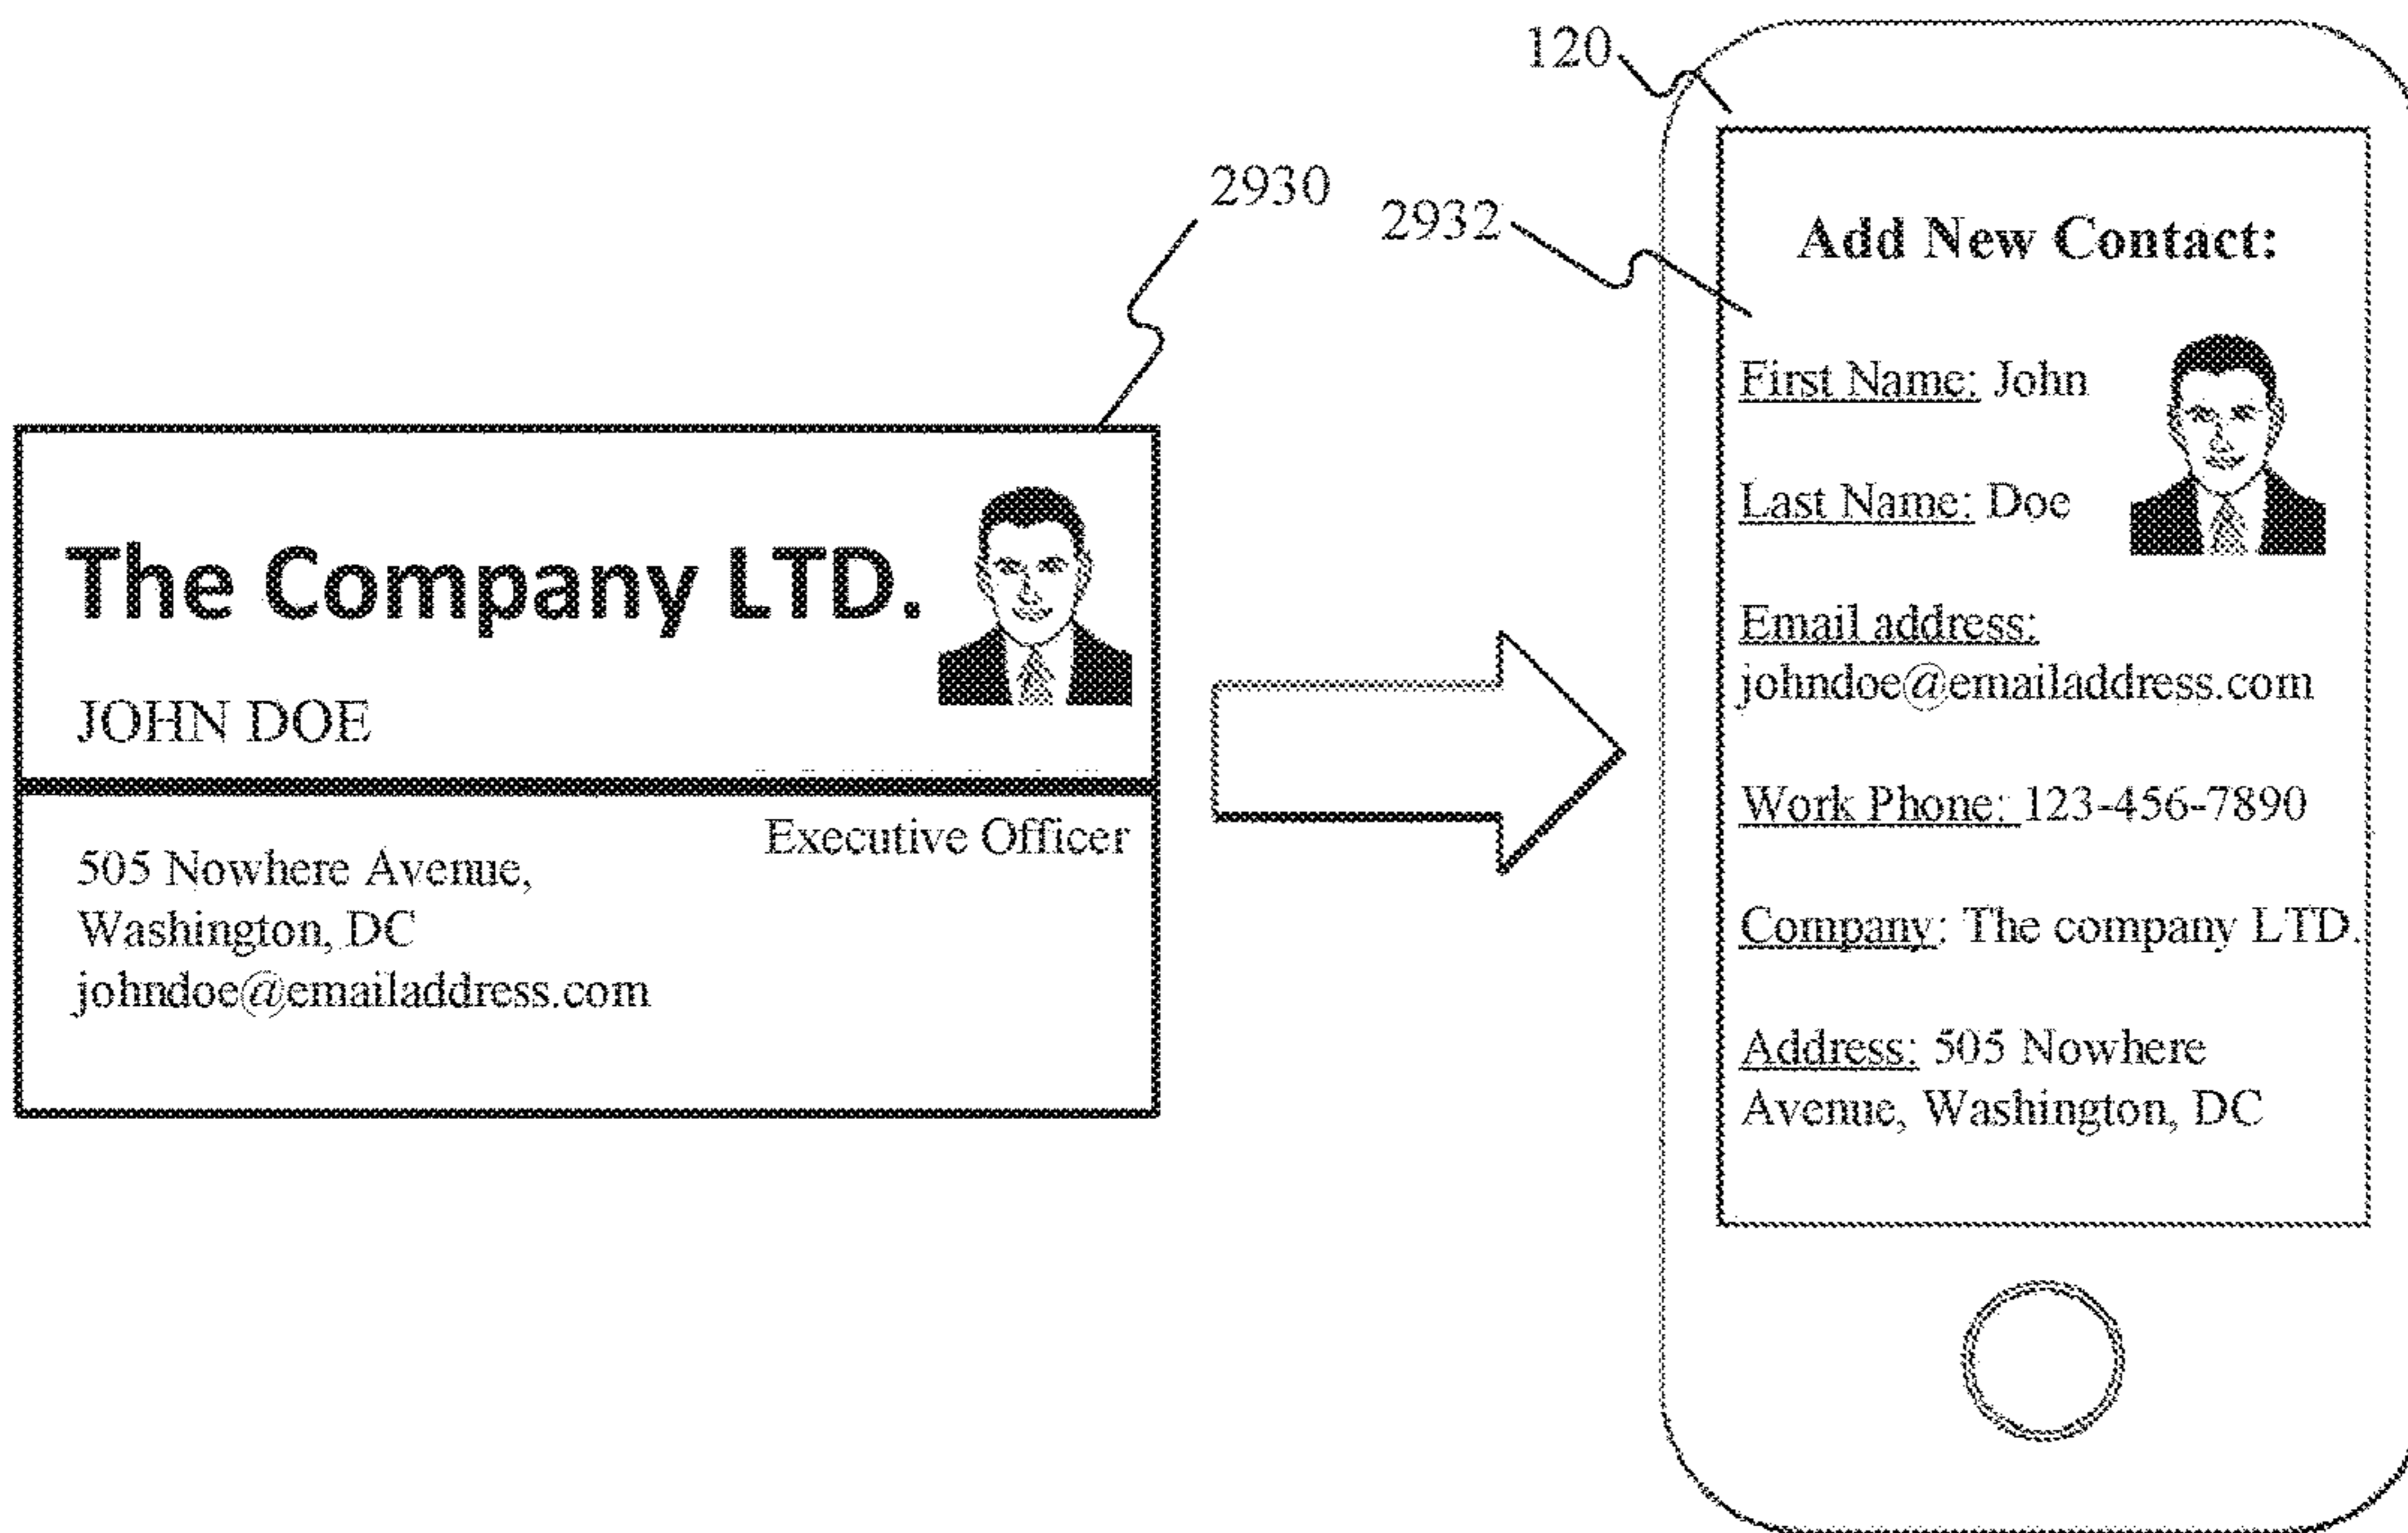 120
2930
2932
Add New Contact:
First Name: John
Last Name: Doe
Email address:
johndoe@emailaddress.com
Work Phone: 123-456-7890
Company: The company LTD.
Address: 505 Nowhere
Avenue, Washington, DC
The Company LTD.
JOHN DOE
Executive Officer
505 Nowhere Avenue,
Washington, DC
johndoe@emailaddress.com